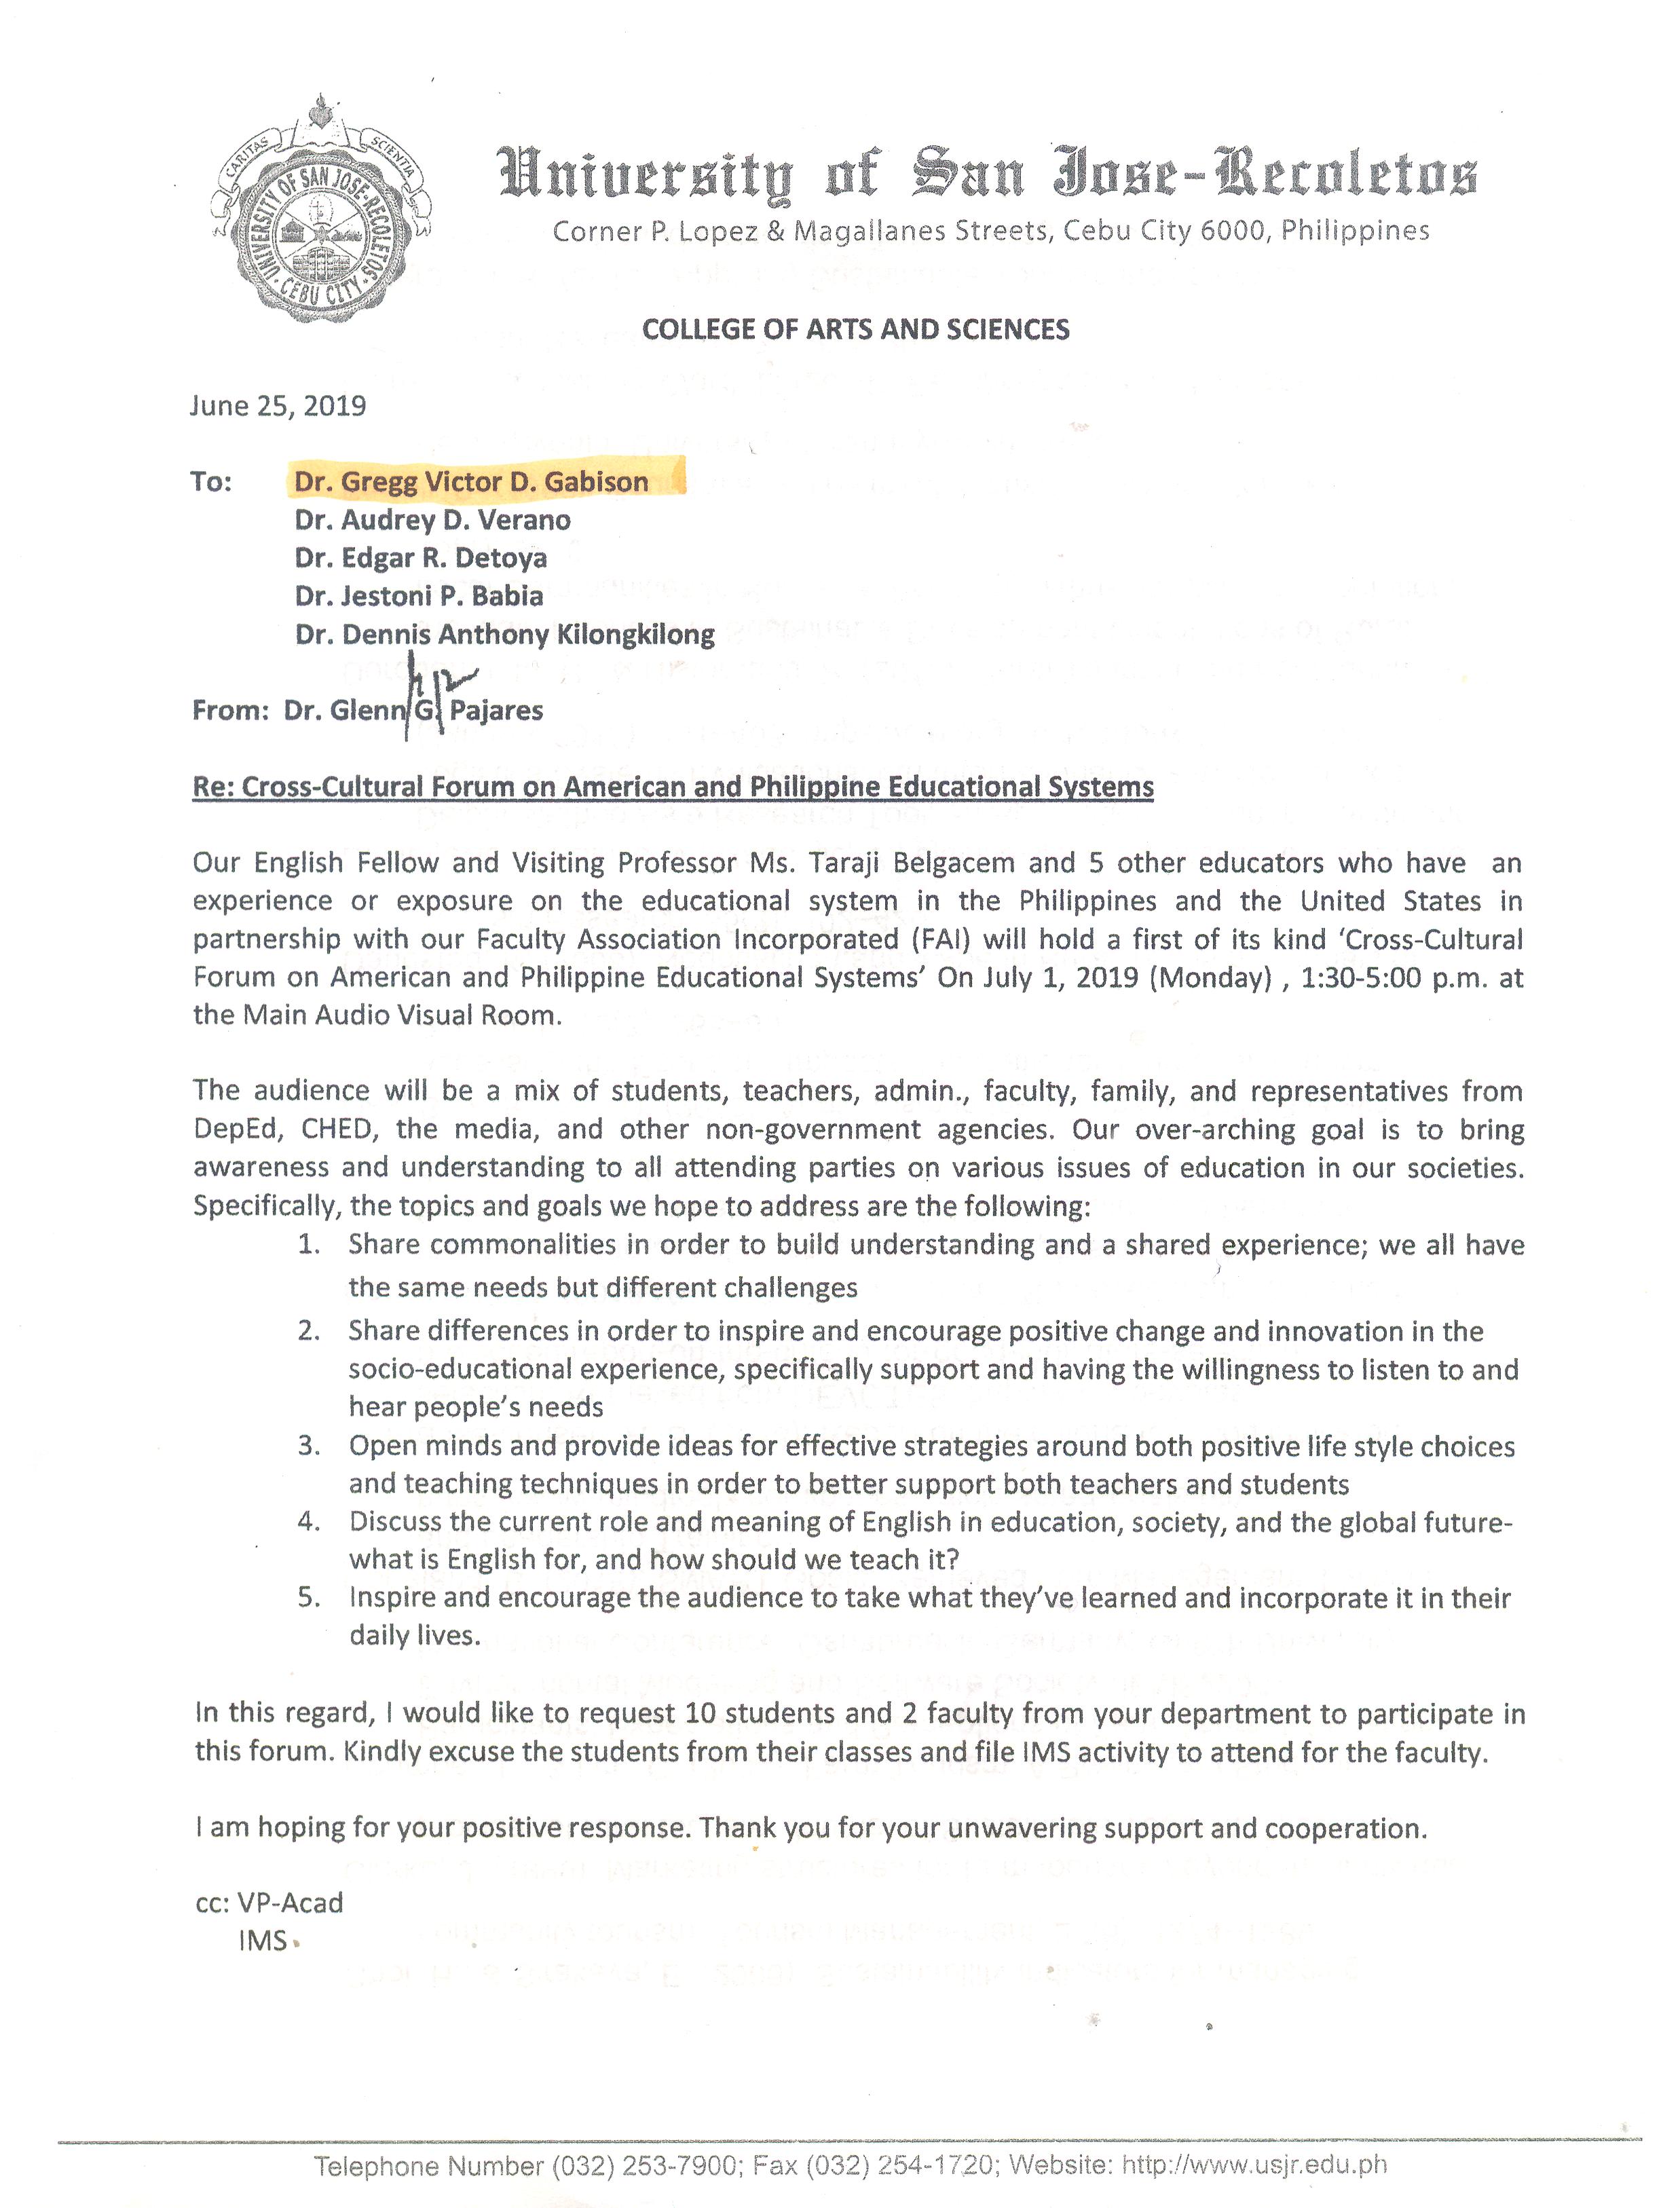 CARITAS SCIENTIA
UNIVERSITY OF SAN JOSE-RECOLETOS
CEBU CITY
University of San Jose-Recoletos
Corner P. Lopez & Magallanes Streets, Cebu City 6000, Philippines
COLLEGE OF ARTS AND SCIENCES
June 25, 2019
To: Dr. Gregg Victor D. Gabison
Dr. Audrey D. Verano
Dr. Edgar R. Detoya
Dr. Jestoni P. Babia
Dr. Dennis Anthony Kilongkilong
From: Dr. Glenn G. Pajares
Re: Cross-Cultural Forum on American and Philippine Educational Systems
Our English Fellow and Visiting Professor Ms. Taraji Belgacem and 5 other educators who have an
experience or exposure on the educational system in the Philippines and the United States in
partnership with our Faculty Association Incorporated (FAI) will hold a first of its kind ‘Cross-Cultural
Forum on American and Philippine Educational Systems’ On July 1, 2019 (Monday) , 1:30-5:00 p.m. at
the Main Audio Visual Room.
The audience will be a mix of students, teachers, admin., faculty, family, and representatives from
DepEd, CHED, the media, and other non-government agencies. Our over-arching goal is to bring
awareness and understanding to all attending parties on various issues of education in our societies.
Specifically, the topics and goals we hope to address are the following:
1. Share commonalities in order to build understanding and a shared experience; we all have
the same needs but different challenges
2. Share differences in order to inspire and encourage positive change and innovation in the
socio-educational experience, specifically support and having the willingness to listen to and
hear people’s needs
3. Open minds and provide ideas for effective strategies around both positive life style choices
and teaching techniques in order to better support both teachers and students
4. Discuss the current role and meaning of English in education, society, and the global future-
what is English for, and how should we teach it?
5. Inspire and encourage the audience to take what they’ve learned and incorporate it in their
daily lives.
In this regard, I would like to request 10 students and 2 faculty from your department to participate in
this forum. Kindly excuse the students from their classes and file IMS activity to attend for the faculty.
I am hoping for your positive response. Thank you for your unwavering support and cooperation.
cc: VP-Acad
IMS
Telephone Number (032) 253-7900; Fax (032) 254-1720; Website: http://www.usjr.edu.ph